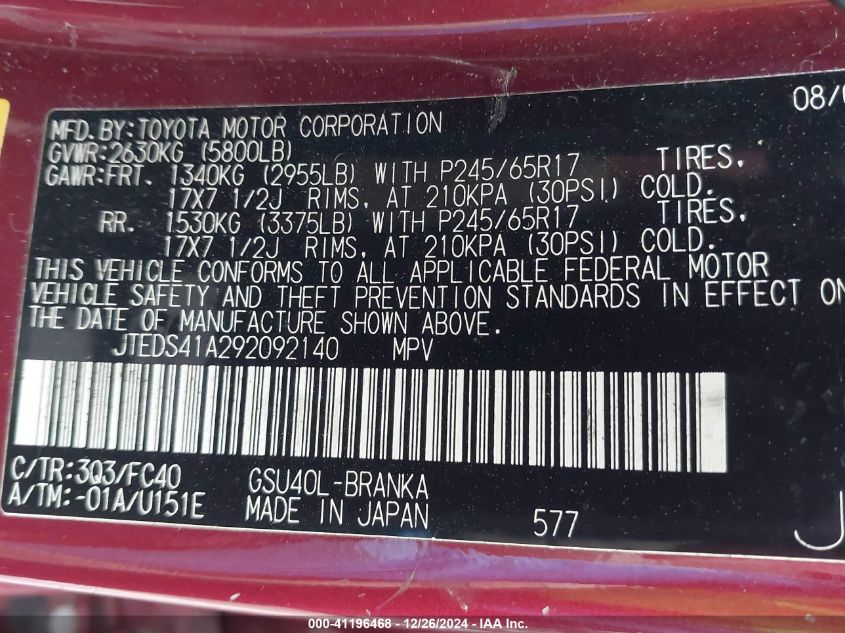 08/0
MFD.BY:TOYOTA MOTOR CORPORATION
GVWR:2630KG (5800LB)
GAWR:FRT. 1340KG (2955LB) WITH P245/65R17 TIRES,
17X7 1/2J RIMS, AT 210KPA (30PSI) COLD.
RR. 1530KG (3375LB) WITH P245/65R17 TIRES,
17X7 1/2J RIMS, AT 210KPA (30PSI) COLD.
THIS VEHICLE CONFORMS TO ALL APPLICABLE FEDERAL MOTOR
VEHICLE SAFETY AND THEFT PREVENTION STANDARDS IN EFFECT ON
THE DATE OF MANUFACTURE SHOWN ABOVE.
JTEDS41A292092140 MPV
C/TR:3Q3/FC40 GSU40L-BRANKA
A/TM:-01A/U151E MADE IN JAPAN 577
J
000-41196468 - 12/26/2024 - IAA Inc.